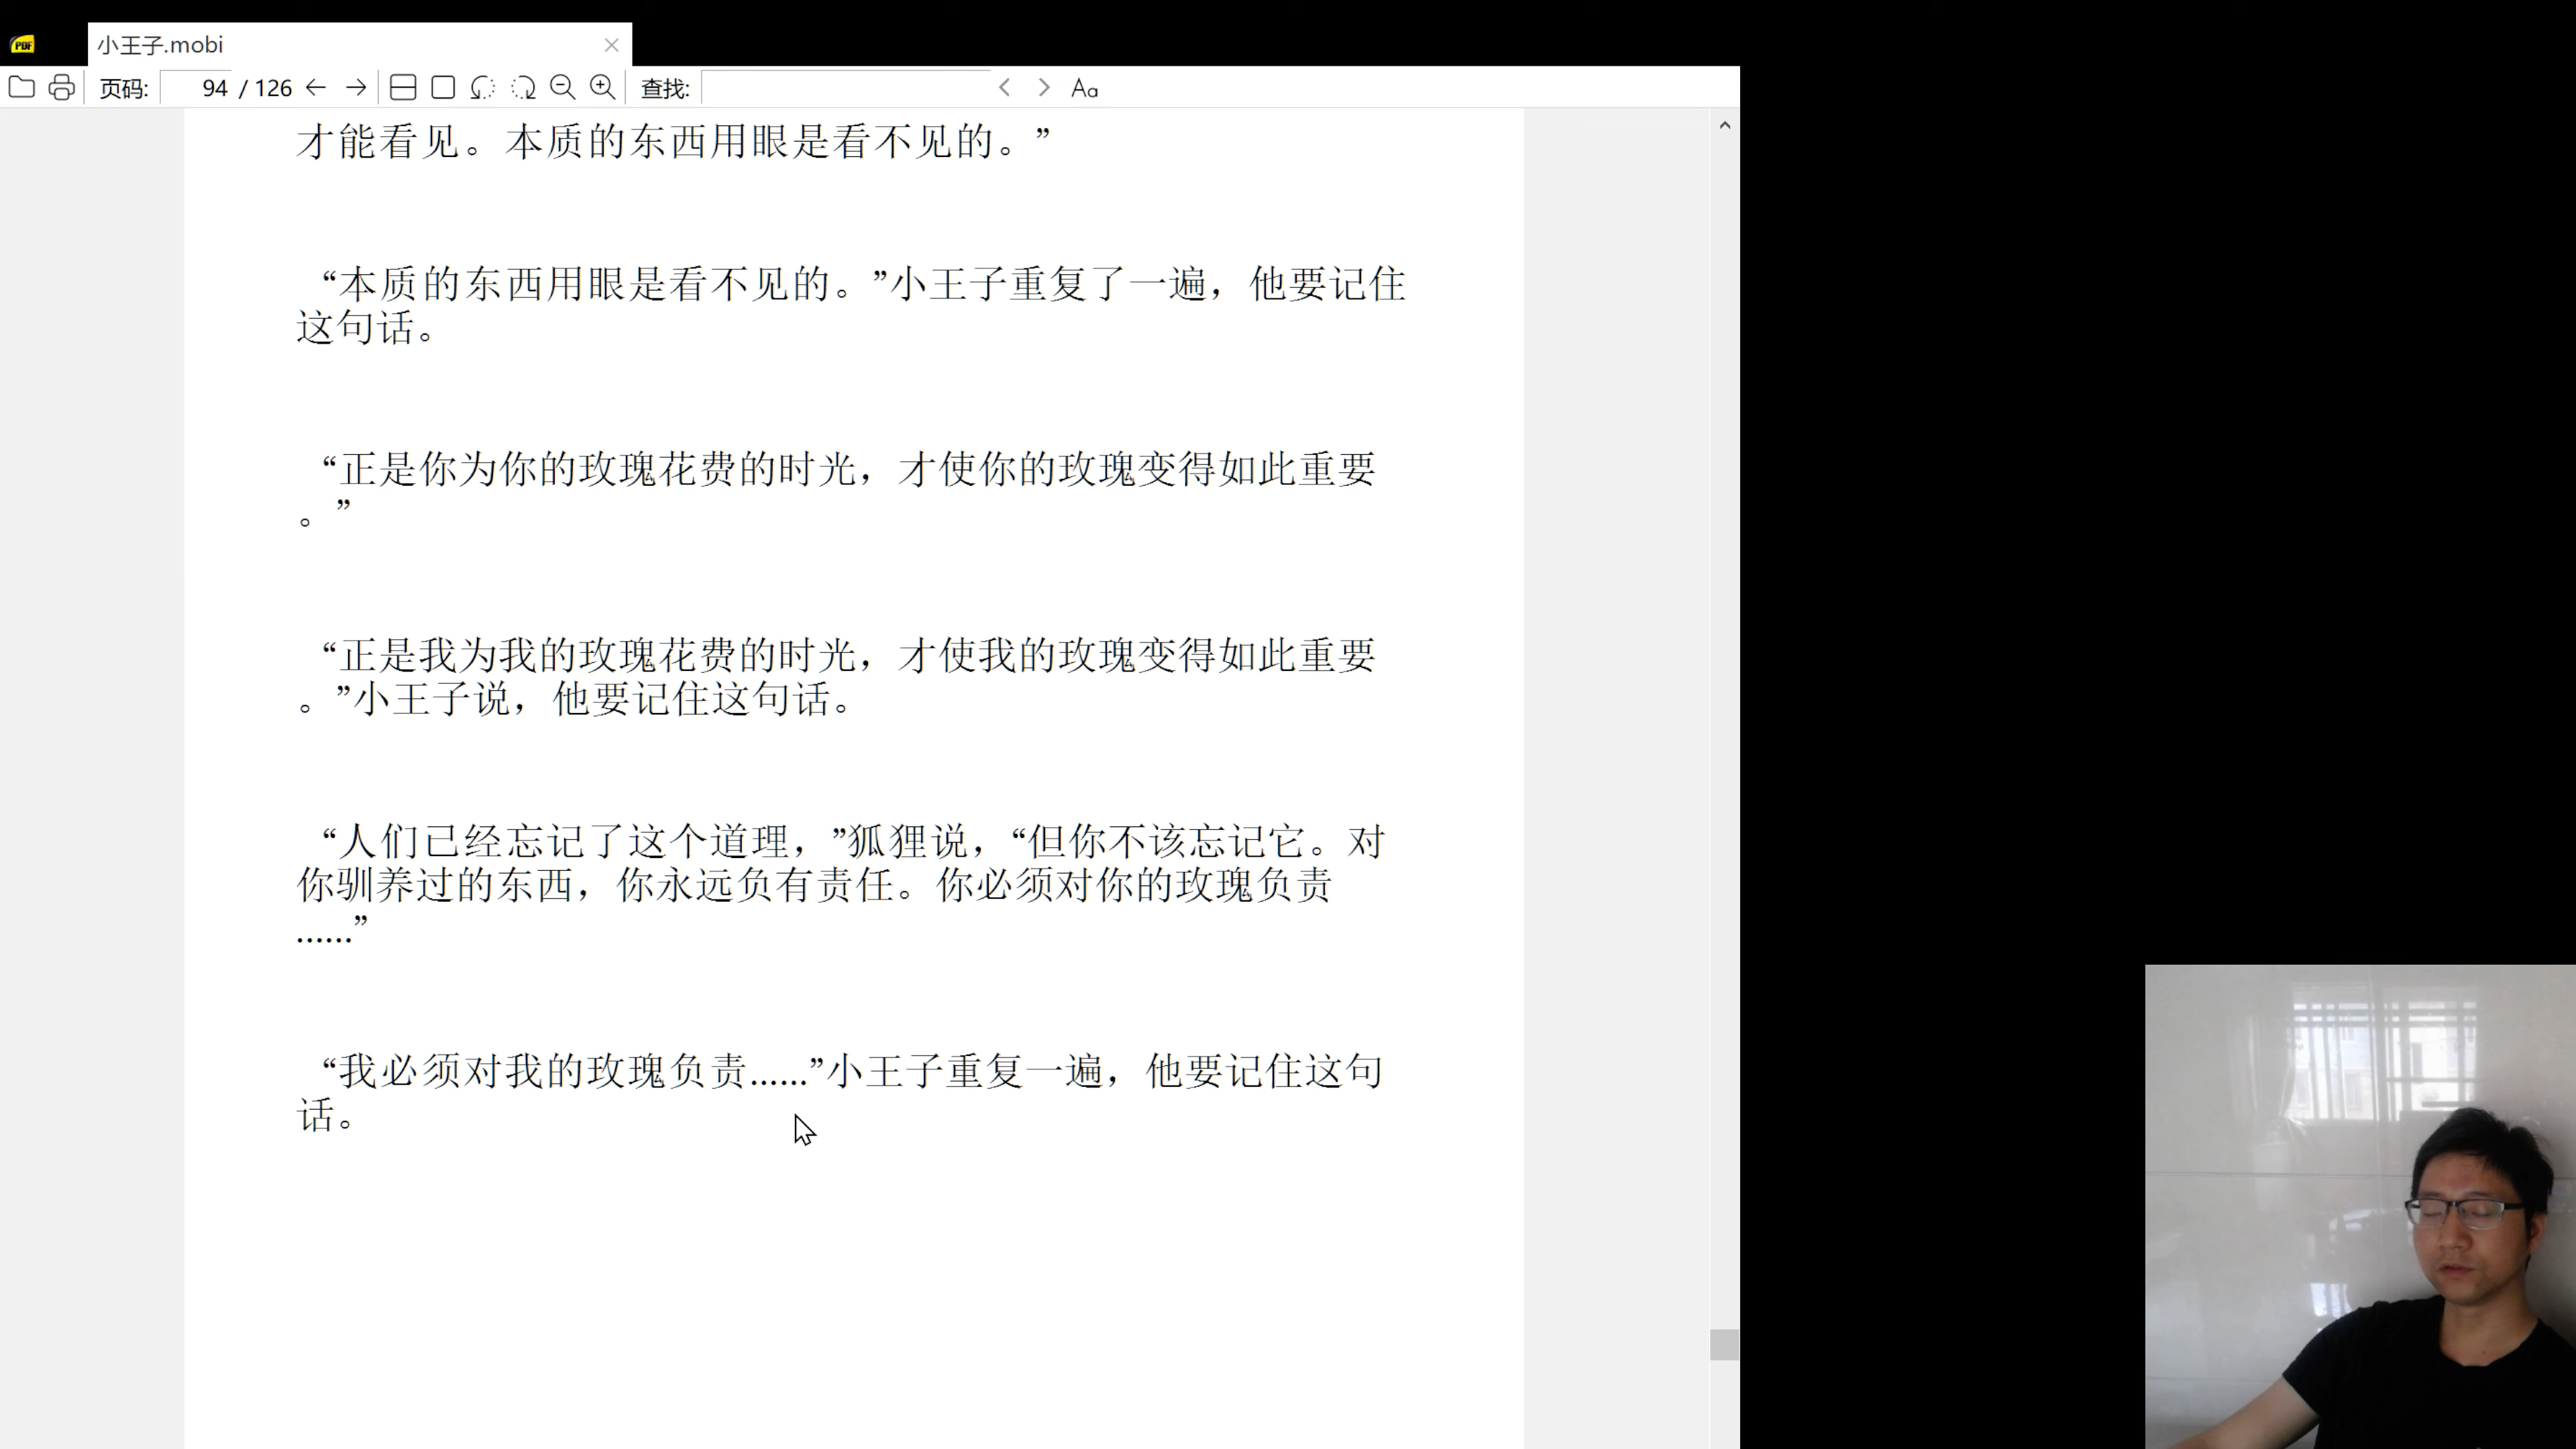 PDF
小王子.mobi
页码: 94 / 126 查找: Aa
才能看见。本质的东西用眼是看不见的。”
“本质的东西用眼是看不见的。”小王子重复了一遍，他要记住
这句话。
“正是你为你的玫瑰花费的时光，才使你的玫瑰变得如此重要
。”
“正是我为我的玫瑰花费的时光，才使我的玫瑰变得如此重要
。”小王子说，他要记住这句话。
“人们已经忘记了这个道理，”狐狸说，“但你不该忘记它。对
你驯养过的东西，你永远负有责任。你必须对你的玫瑰负责
......”
“我必须对我的玫瑰负责......”小王子重复一遍，他要记住这句
话。